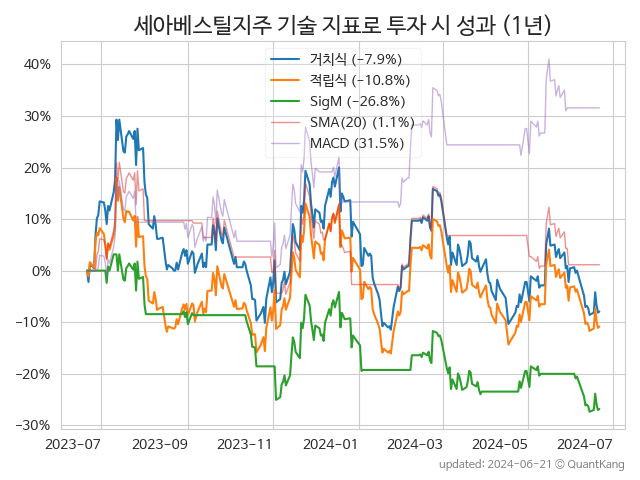 세아베스틸지주 기술 지표로 투자 시 성과 (1년)
거치식 (−7.9%)
적립식 (−10.8%)
SigM (−26.8%)
SMA(20) (1.1%)
MACD (31.5%)
40%
30%
20%
10%
0%
−10%
−20%
−30%
2023-07 2023-09 2023-11 2024-01 2024-03 2024-05 2024-07
updated: 2024-06-21 © QuantKang